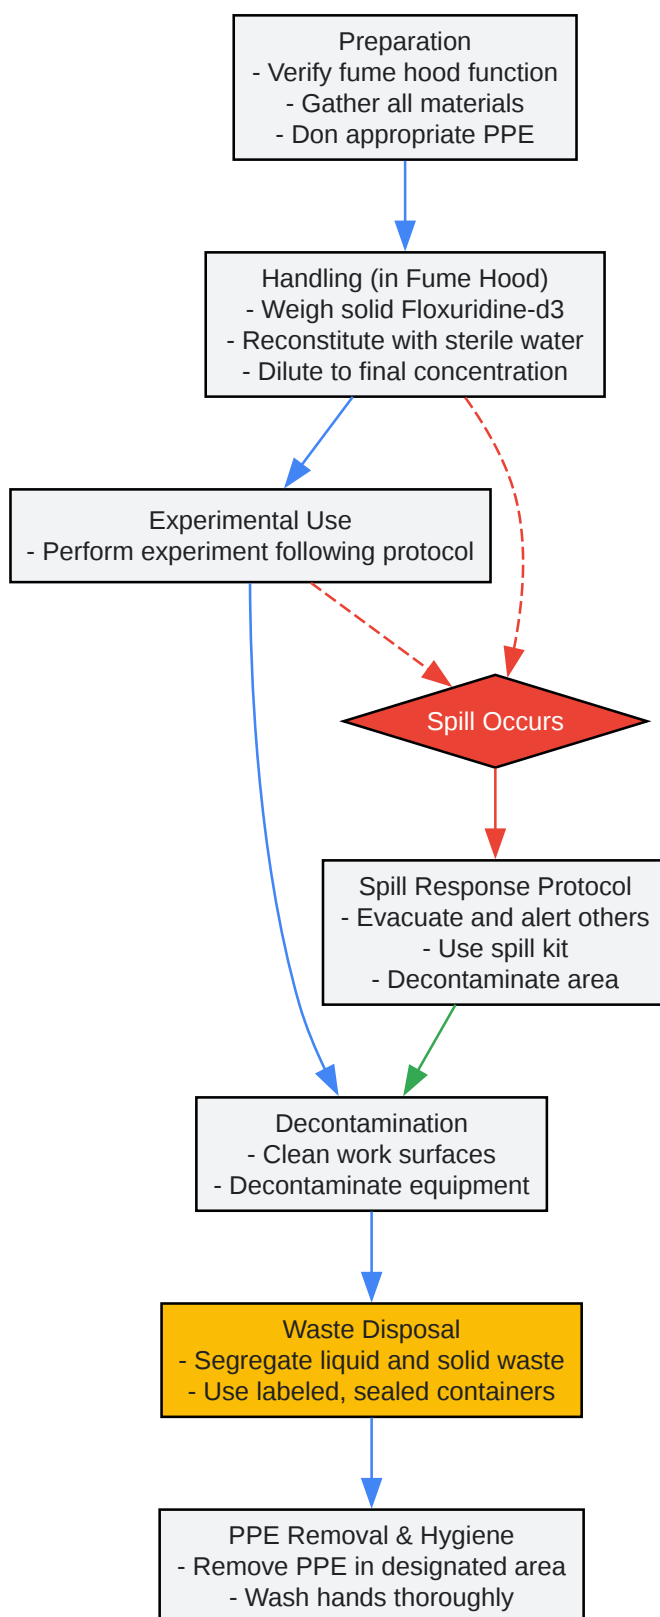 Preparation
- Verify fume hood function
- Gather all materials
- Don appropriate PPE
Handling (in Fume Hood)
- Weigh solid Floxuridine-d3
- Reconstitute with sterile water
- Dilute to final concentration
Experimental Use
- Perform experiment following protocol
Spill Occurs
Spill Response Protocol
- Evacuate and alert others
- Use spill kit
- Decontaminate area
Decontamination
- Clean work surfaces
- Decontaminate equipment
Waste Disposal
- Segregate liquid and solid waste
- Use labeled, sealed containers
PPE Removal & Hygiene
- Remove PPE in designated area
- Wash hands thoroughly